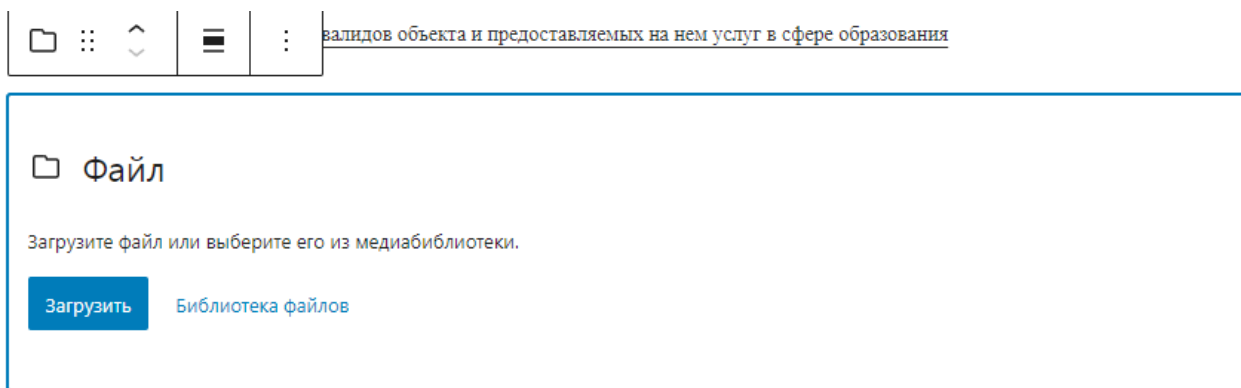 валидов объекта и предоставляемых на нем услуг в сфере образования
Файл
Загрузите файл или выберите его из медиабиблиотеки.
Загрузить Библиотека файлов